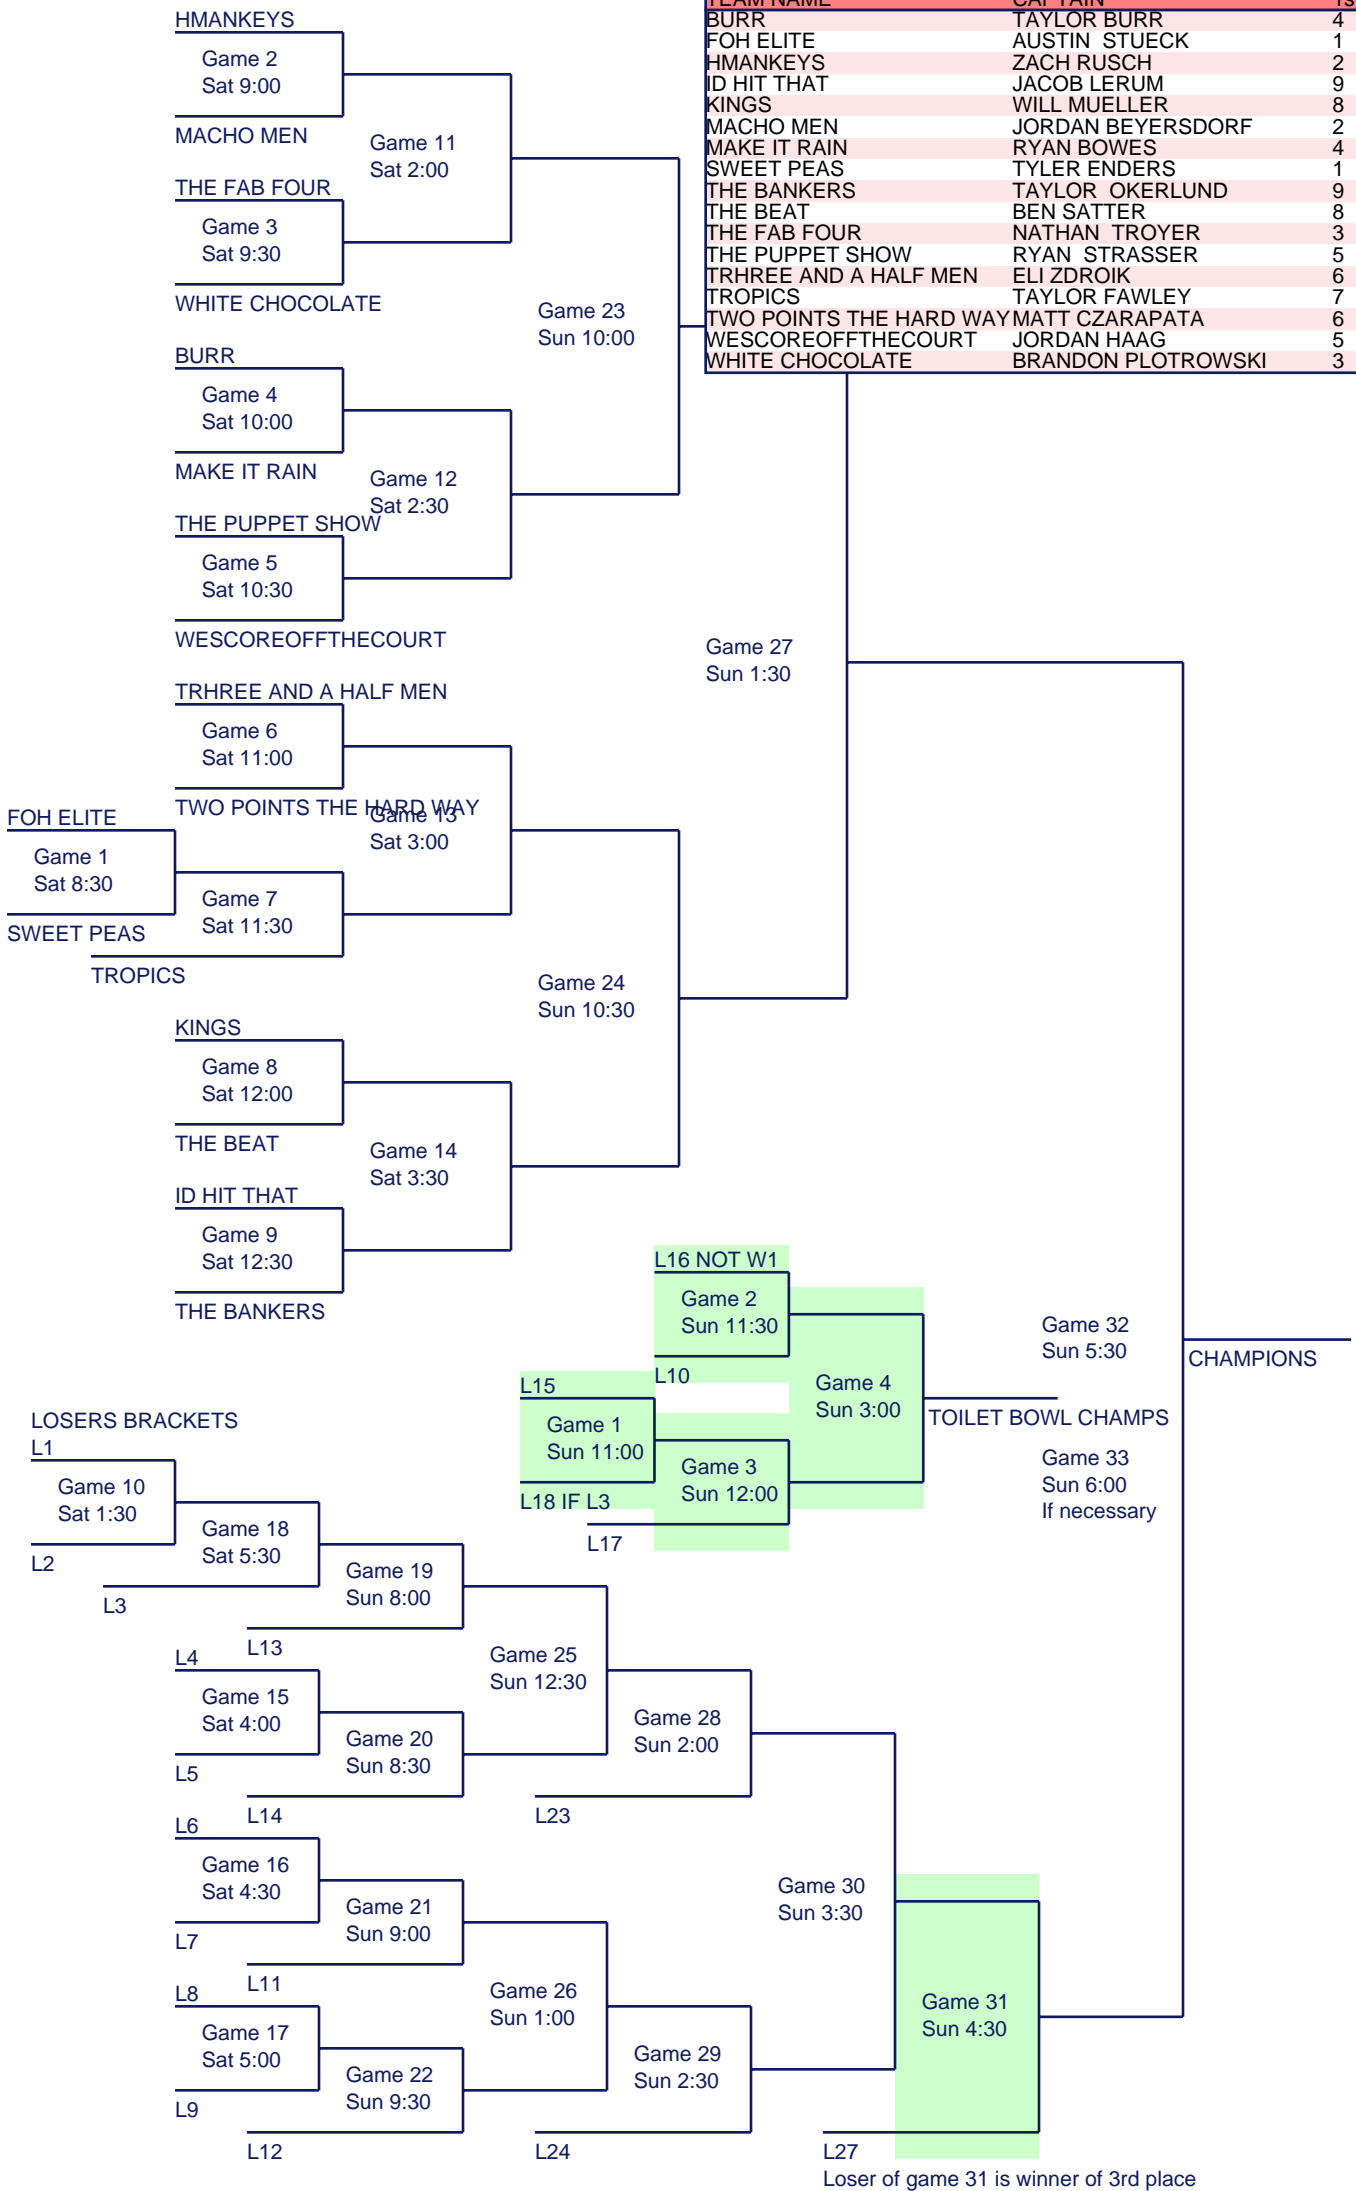 TEAM NAME CAPTAIN
BURR TAYLOR BURR 4
FOH ELITE AUSTIN STUECK 1
HMANKEYS ZACH RUSCH 2
ID HIT THAT JACOB LERUM 9
KINGS WILL MUELLER 8
MACHO MEN JORDAN BEYERSDORF 2
MAKE IT RAIN RYAN BOWES 4
SWEET PEAS TYLER ENDERS 1
THE BANKERS TAYLOR OKERLUND 9
THE BEAT BEN SATTER 8
THE FAB FOUR NATHAN TROYER 3
THE PUPPET SHOW RYAN STRASSER 5
TRHREE AND A HALF MEN ELI ZDROIK 6
TROPICS TAYLOR FAWLEY 7
TWO POINTS THE HARD WAY MATT CZARAPATA 6
WESCOREOFFTHECOURT JORDAN HAAG 5
WHITE CHOCOLATE BRANDON PLOTROWSKI 3
HMANKEYS
Game 2
Sat 9:00
MACHO MEN
Game 11
Sat 2:00
THE FAB FOUR
Game 3
Sat 9:30
WHITE CHOCOLATE
Game 23
Sun 10:00
BURR
Game 4
Sat 10:00
MAKE IT RAIN
Game 12
Sat 2:30
THE PUPPET SHOW
Game 5
Sat 10:30
WESCOREOFFTHECOURT
Game 27
Sun 1:30
TRHREE AND A HALF MEN
Game 6
Sat 11:00
TWO POINTS THE HARD WAY
Game 13
Sat 3:00
FOH ELITE
Game 1
Sat 8:30
SWEET PEAS
Game 7
Sat 11:30
TROPICS
Game 24
Sun 10:30
KINGS
Game 8
Sat 12:00
THE BEAT
Game 14
Sat 3:30
ID HIT THAT
Game 9
Sat 12:30
THE BANKERS
L16 NOT W1
Game 2
Sun 11:30
L10
L15
Game 1
Sun 11:00
L18 IF L3
Game 3
Sun 12:00
L17
Game 4
Sun 3:00
TOILET BOWL CHAMPS
Game 32
Sun 5:30
CHAMPIONS
Game 33
Sun 6:00
If necessary
LOSERS BRACKETS
L1
Game 10
Sat 1:30
L2
Game 18
Sat 5:30
L3
Game 19
Sun 8:00
L13
L4
Game 15
Sat 4:00
L5
Game 20
Sun 8:30
L14
Game 25
Sun 12:30
Game 28
Sun 2:00
L23
L6
Game 16
Sat 4:30
L7
Game 21
Sun 9:00
L11
L8
Game 17
Sat 5:00
L9
Game 22
Sun 9:30
L12
Game 26
Sun 1:00
Game 29
Sun 2:30
L24
Game 30
Sun 3:30
Game 31
Sun 4:30
L27
Loser of game 31 is winner of 3rd place